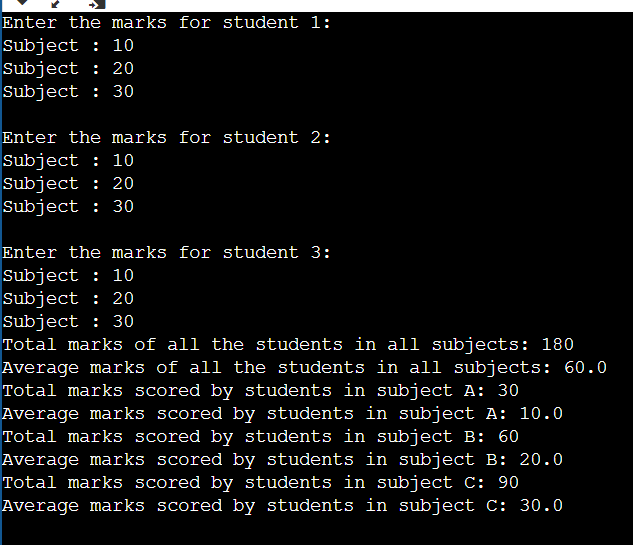 Enter the marks for student 1:
Subject : 10
Subject : 20
Subject : 30
Enter the marks for student 2:
Subject : 10
Subject : 20
Subject : 30
Enter the marks for student 3:
Subject : 10
Subject : 20
Subject : 30
Total marks of all the students in all subjects: 180
Average marks of all the students in all subjects: 60.0
Total marks scored by students in subject A: 30
Average marks scored by students in subject A: 10.0
Total marks scored by students in subject B: 60
Average marks scored by students in subject B: 20.0
Total marks scored by students in subject C: 90
Average marks scored by students in subject C: 30.0